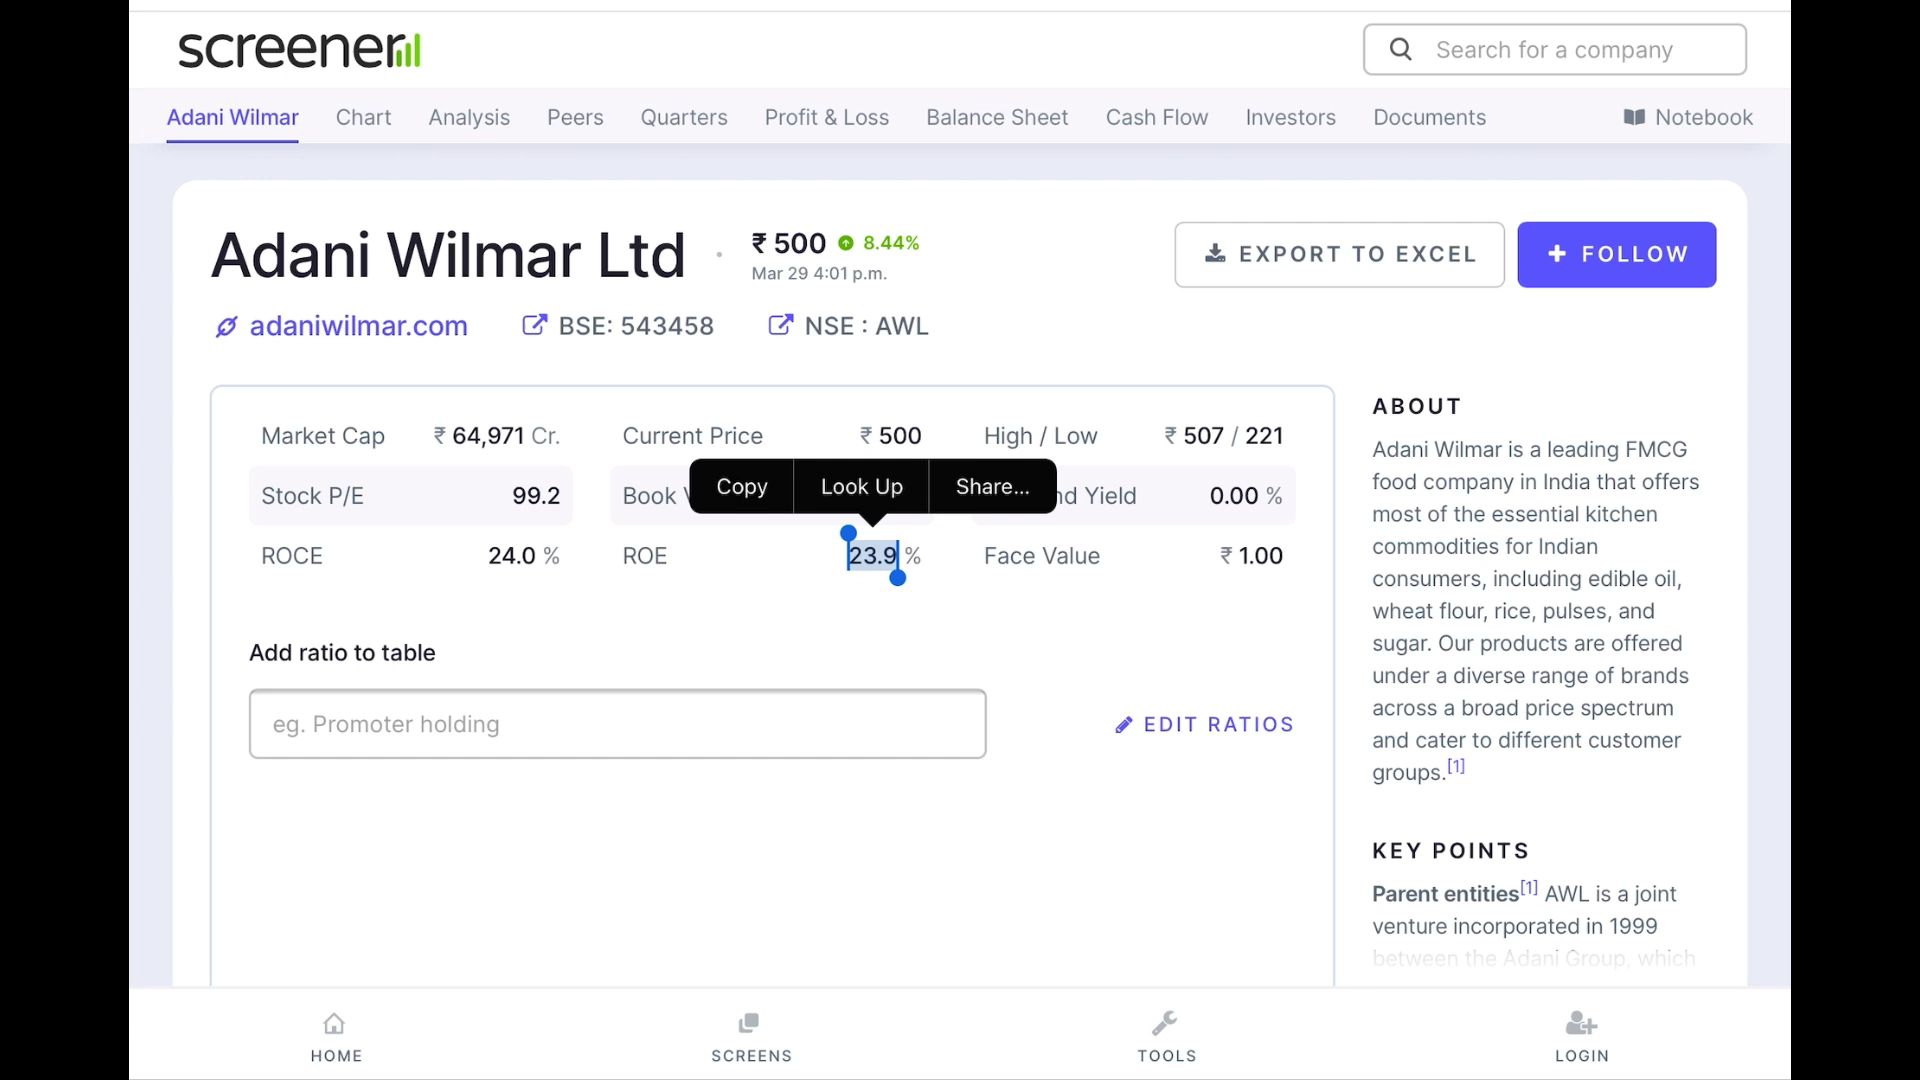 screener
Search for a company
Adani Wilmar Chart Analysis Peers Quarters Profit & Loss Balance Sheet Cash Flow Investors Documents Notebook
Adani Wilmar Ltd · ₹ 500 8.44%
Mar 29 4:01 p.m.
EXPORT TO EXCEL
+ FOLLOW
adaniwilmar.com BSE: 543458 NSE : AWL
Market Cap ₹ 64,971 Cr. Current Price ₹ 500 High / Low ₹ 507 / 221
Copy Look Up Share...
Stock P/E 99.2 Book nd Yield 0.00 %
ROCE 24.0 % ROE 23.9 % Face Value ₹ 1.00
Add ratio to table
eg. Promoter holding
EDIT RATIOS
ABOUT
Adani Wilmar is a leading FMCG
food company in India that offers
most of the essential kitchen
commodities for Indian
consumers, including edible oil,
wheat flour, rice, pulses, and
sugar. Our products are offered
under a diverse range of brands
across a broad price spectrum
and cater to different customer
groups.[1]
KEY POINTS
Parent entities[1] AWL is a joint
venture incorporated in 1999
between the Adani Group, which
HOME SCREENS TOOLS LOGIN